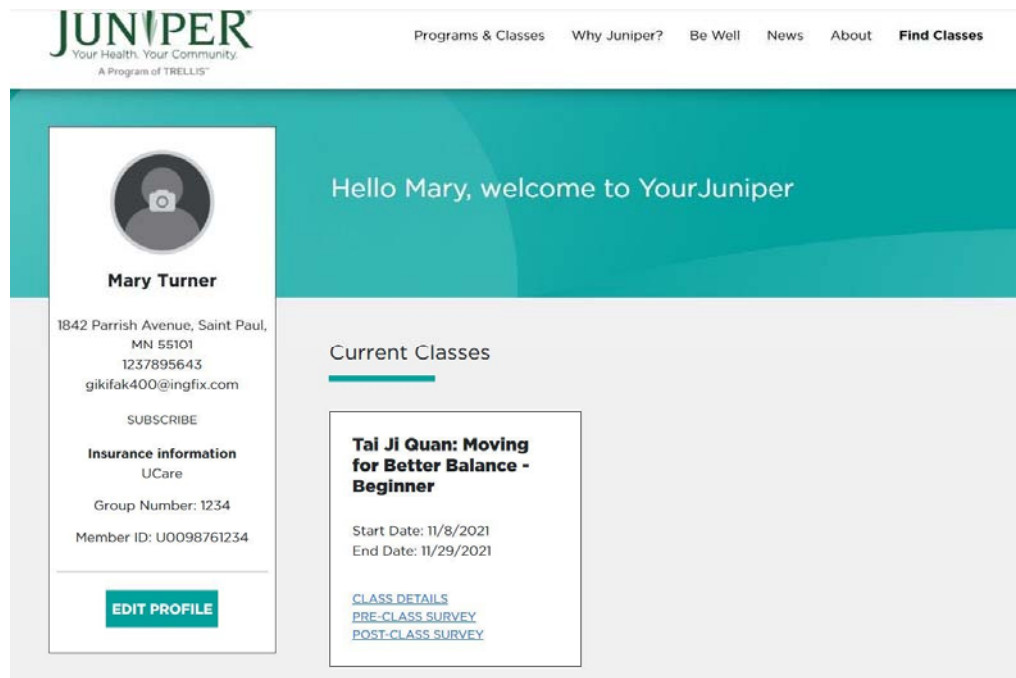 JUNIPER®
Your Health. Your Community.
A Program of TRELLIS™
Programs & Classes Why Juniper? Be Well News About Find Classes
Hello Mary, welcome to YourJuniper
Mary Turner
1842 Parrish Avenue, Saint Paul,
MN 55101
1237895643
gikifak400@ingfix.com
SUBSCRIBE
Insurance information
UCare
Group Number: 1234
Member ID: U0098761234
EDIT PROFILE
Current Classes
Tai Ji Quan: Moving
for Better Balance -
Beginner
Start Date: 11/8/2021
End Date: 11/29/2021
CLASS DETAILS
PRE-CLASS SURVEY
POST-CLASS SURVEY